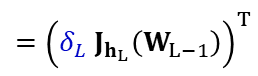 = (δ_L J_{h_L}(W_{L−1}))^T